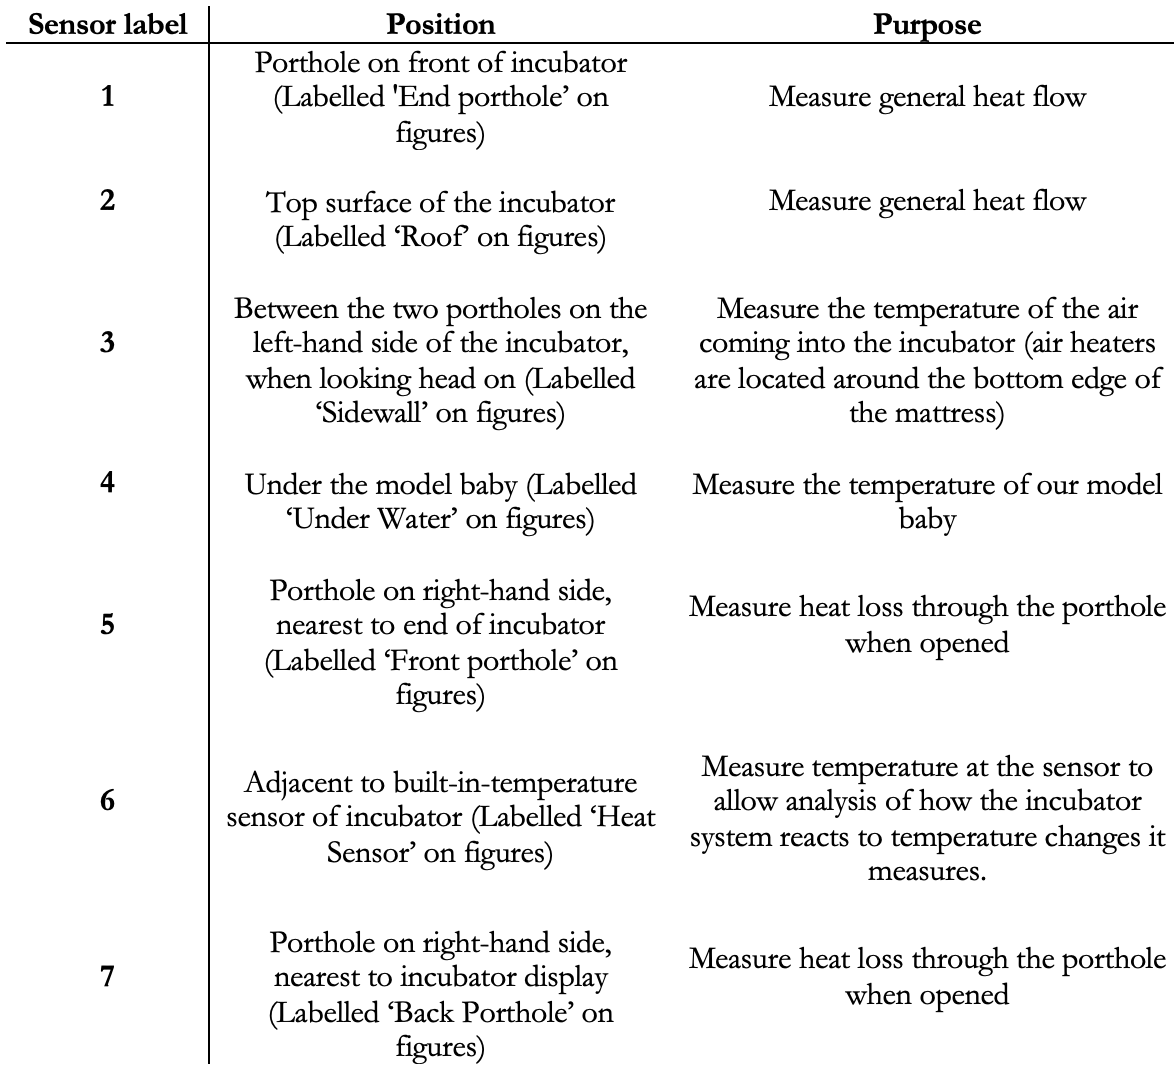 Sensor label Position Purpose
1
Porthole on front of incubator
(Labelled 'End porthole’ on
figures)
Measure general heat flow
2
Top surface of the incubator
(Labelled ‘Roof’ on figures)
Measure general heat flow
3
Between the two portholes on the
left-hand side of the incubator,
when looking head on (Labelled
‘Sidewall’ on figures)
Measure the temperature of the air
coming into the incubator (air heaters
are located around the bottom edge of
the mattress)
4
Under the model baby (Labelled
‘Under Water’ on figures)
Measure the temperature of our model
baby
5
Porthole on right-hand side,
nearest to end of incubator
(Labelled ‘Front porthole’ on
figures)
Measure heat loss through the porthole
when opened
6
Adjacent to built-in-temperature
sensor of incubator (Labelled ‘Heat
Sensor’ on figures)
Measure temperature at the sensor to
allow analysis of how the incubator
system reacts to temperature changes it
measures.
7
Porthole on right-hand side,
nearest to incubator display
(Labelled ‘Back Porthole’ on
figures)
Measure heat loss through the porthole
when opened